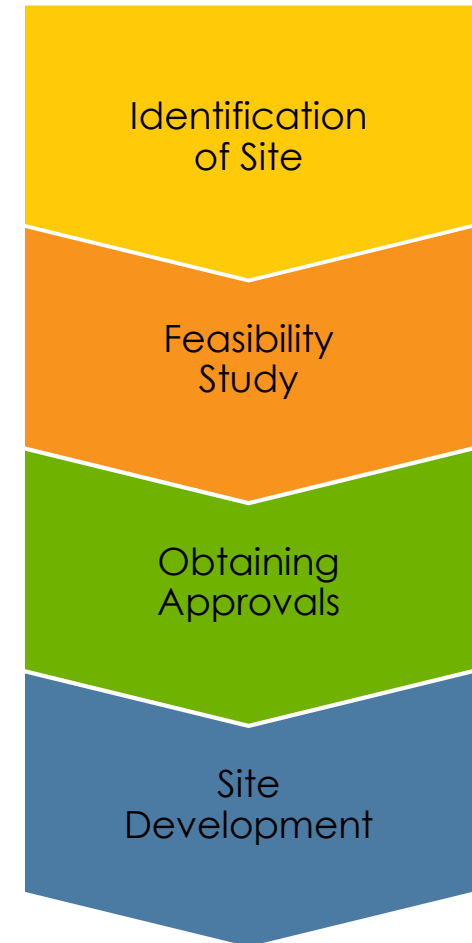 Identification
of Site
Feasibility
Study
Obtaining
Approvals
Site
Development